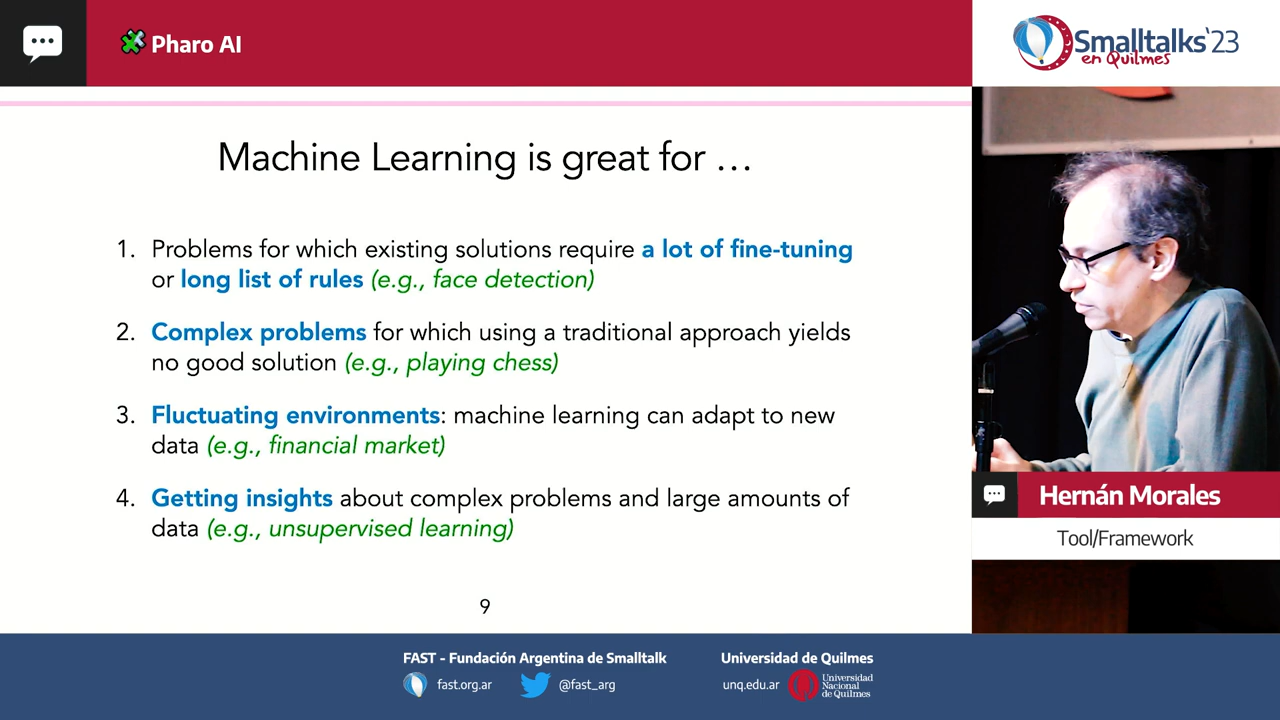 Pharo AI
Smalltalks'23
en Quilmes
Machine Learning is great for …
1. Problems for which existing solutions require a lot of fine-tuning
or long list of rules (e.g., face detection)
2. Complex problems for which using a traditional approach yields
no good solution (e.g., playing chess)
3. Fluctuating environments: machine learning can adapt to new
data (e.g., financial market)
4. Getting insights about complex problems and large amounts of
data (e.g., unsupervised learning)
9
Hernán Morales
Tool/Framework
FAST - Fundación Argentina de Smalltalk
fast.org.ar
@fast_arg
Universidad de Quilmes
unq.edu.ar
Universidad
Nacional
de Quilmes